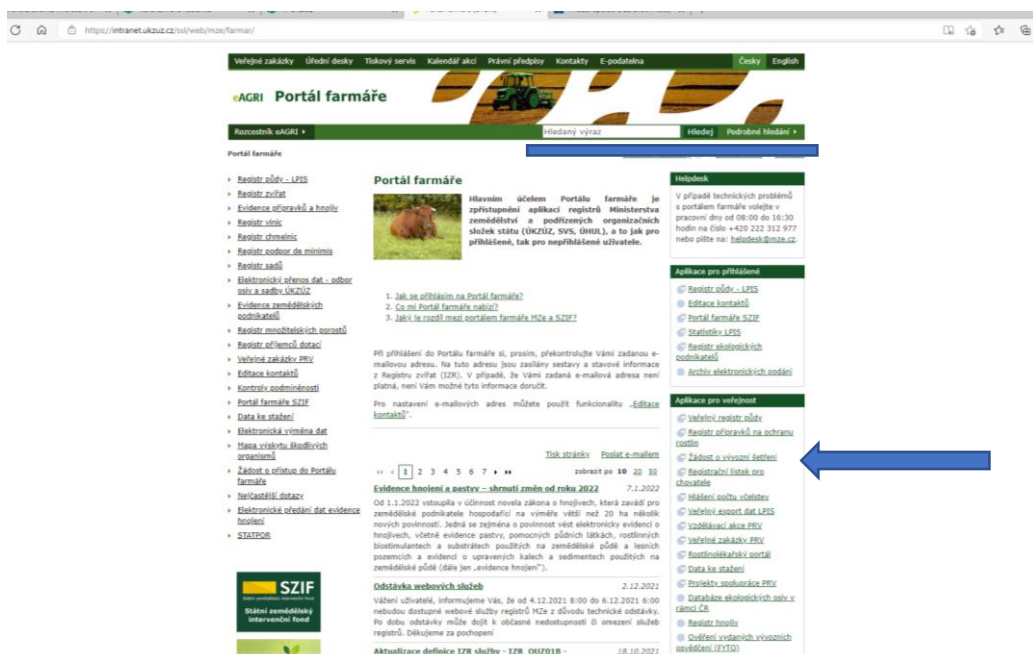 https://intranet.ukzuz.cz/ssl/web/mze/farmar/
Veřejné zakázky Úřední desky Tiskový servis Kalendář akcí Právní předpisy Kontakty E-podatelna Česky English
eAGRI Portál farmáře
Rozcestník eAGRI Hledaný výraz Hledej Podrobné hledání
Portál farmáře
Registr půdy - LPIS
Registr zvířat
Evidence přípravků a hnojiv
Registr vinic
Registr chmelnic
Registr podpor de minimis
Registr sadů
Elektronický přenos dat - odbor
osiv a sadby ÚKZÚZ
Evidence zemědělských
podnikatelů
Registr množitelských porostů
Registr příjemců dotací
Veřejné zakázky PRV
Editace kontaktů
Kontroly podmíněnosti
Portál farmáře SZIF
Data ke stažení
Elektronická výměna dat
Mapa výskytu škodlivých
organismů
Žádost o přístup do Portálu
farmáře
Nejčastější dotazy
Elektronické předání dat evidence
hnojení
STATPOR
SZIF
Státní zemědělský
intervenční fond
Portál farmáře
Hlavním účelem Portálu farmáře je
zpřístupnění aplikací registrů Ministerstva
zemědělství a podřízených organizačních
složek státu (ÚKZÚZ, SVS, ÚHUL), a to jak pro
přihlášené, tak pro nepřihlášené uživatele.
1. Jak se přihlásím na Portál farmáře?
2. Co mi Portál farmáře nabízí?
3. Jaký je rozdíl mezi portálem farmáře MZe a SZIF?
Při přihlášení do Portálu farmáře si, prosím, překontrolujte Vámi zadanou e-
mailovou adresu. Na tuto adresu jsou zasílány sestavy a stavové informace
z Registru zvířat (IZR). V případě, že Vámi zadaná e-mailová adresa není
platná, není Vám možné tyto informace doručit.
Pro nastavení e-mailových adres můžete použít funkcionalitu „Editace
kontaktů".
Tisk stránky Poslat e-mailem
1 2 3 4 5 6 7 zobrazit po 10 20 50
Evidence hnojení a pastvy – shrnutí změn od roku 2022 7.1.2022
Od 1.1.2022 vstoupila v účinnost novela zákona o hnojivech, která zavádí pro
zemědělské podnikatele hospodařící na výměře větší než 20 ha několik
nových povinností. Jedná se zejména o povinnost vést elektronicky evidenci o
hnojivech, včetně evidence pastvy, pomocných půdních látkách, rostlinných
biostimulantech a substrátech použitých na zemědělské půdě a lesních
pozemcích a evidenci o upravených kalech a sedimentech použitých na
zemědělské půdě (dále jen „evidence hnojení").
Odstávka webových služeb 2.12.2021
Vážení uživatelé, informujeme Vás, že od 4.12.2021 8:00 do 6.12.2021 6:00
nebudou dostupné webové služby registrů MZe z důvodu technické odstávky.
Po dobu odstávky může dojít k občasné nedostupnosti či omezení služeb
registrů. Děkujeme za pochopení
Aktualizace definice IZR služby - IZR_OUZ01B - 18.10.2021
Helpdesk
V případě technických problémů
s portálem farmáře volejte v
pracovní dny od 08:00 do 16:30
hodin na číslo +420 222 312 977
nebo pište na: helpdesk@mze.cz.
Aplikace pro přihlášené
Registr půdy - LPIS
Editace kontaktů
Portál farmáře SZIF
Statistiky LPIS
Registr ekologických
podnikatelů
Archiv elektronických podání
Aplikace pro veřejnost
Veřejný registr půdy
Registr přípravků na ochranu
rostlin
Žádost o vývozní šetření
Registrační lístek pro
chovatele
Hlášení počtu včelstev
Veřejný export dat LPIS
Vzdělávací akce PRV
Veřejné zakázky PRV
Rostlinolékařský portál
Data ke stažení
Projekty spolupráce PRV
Databáze ekologických osiv v
rámci ČR
Registr hnojiv
Ověření vydaných vývozních
osvědčení (FYTO)